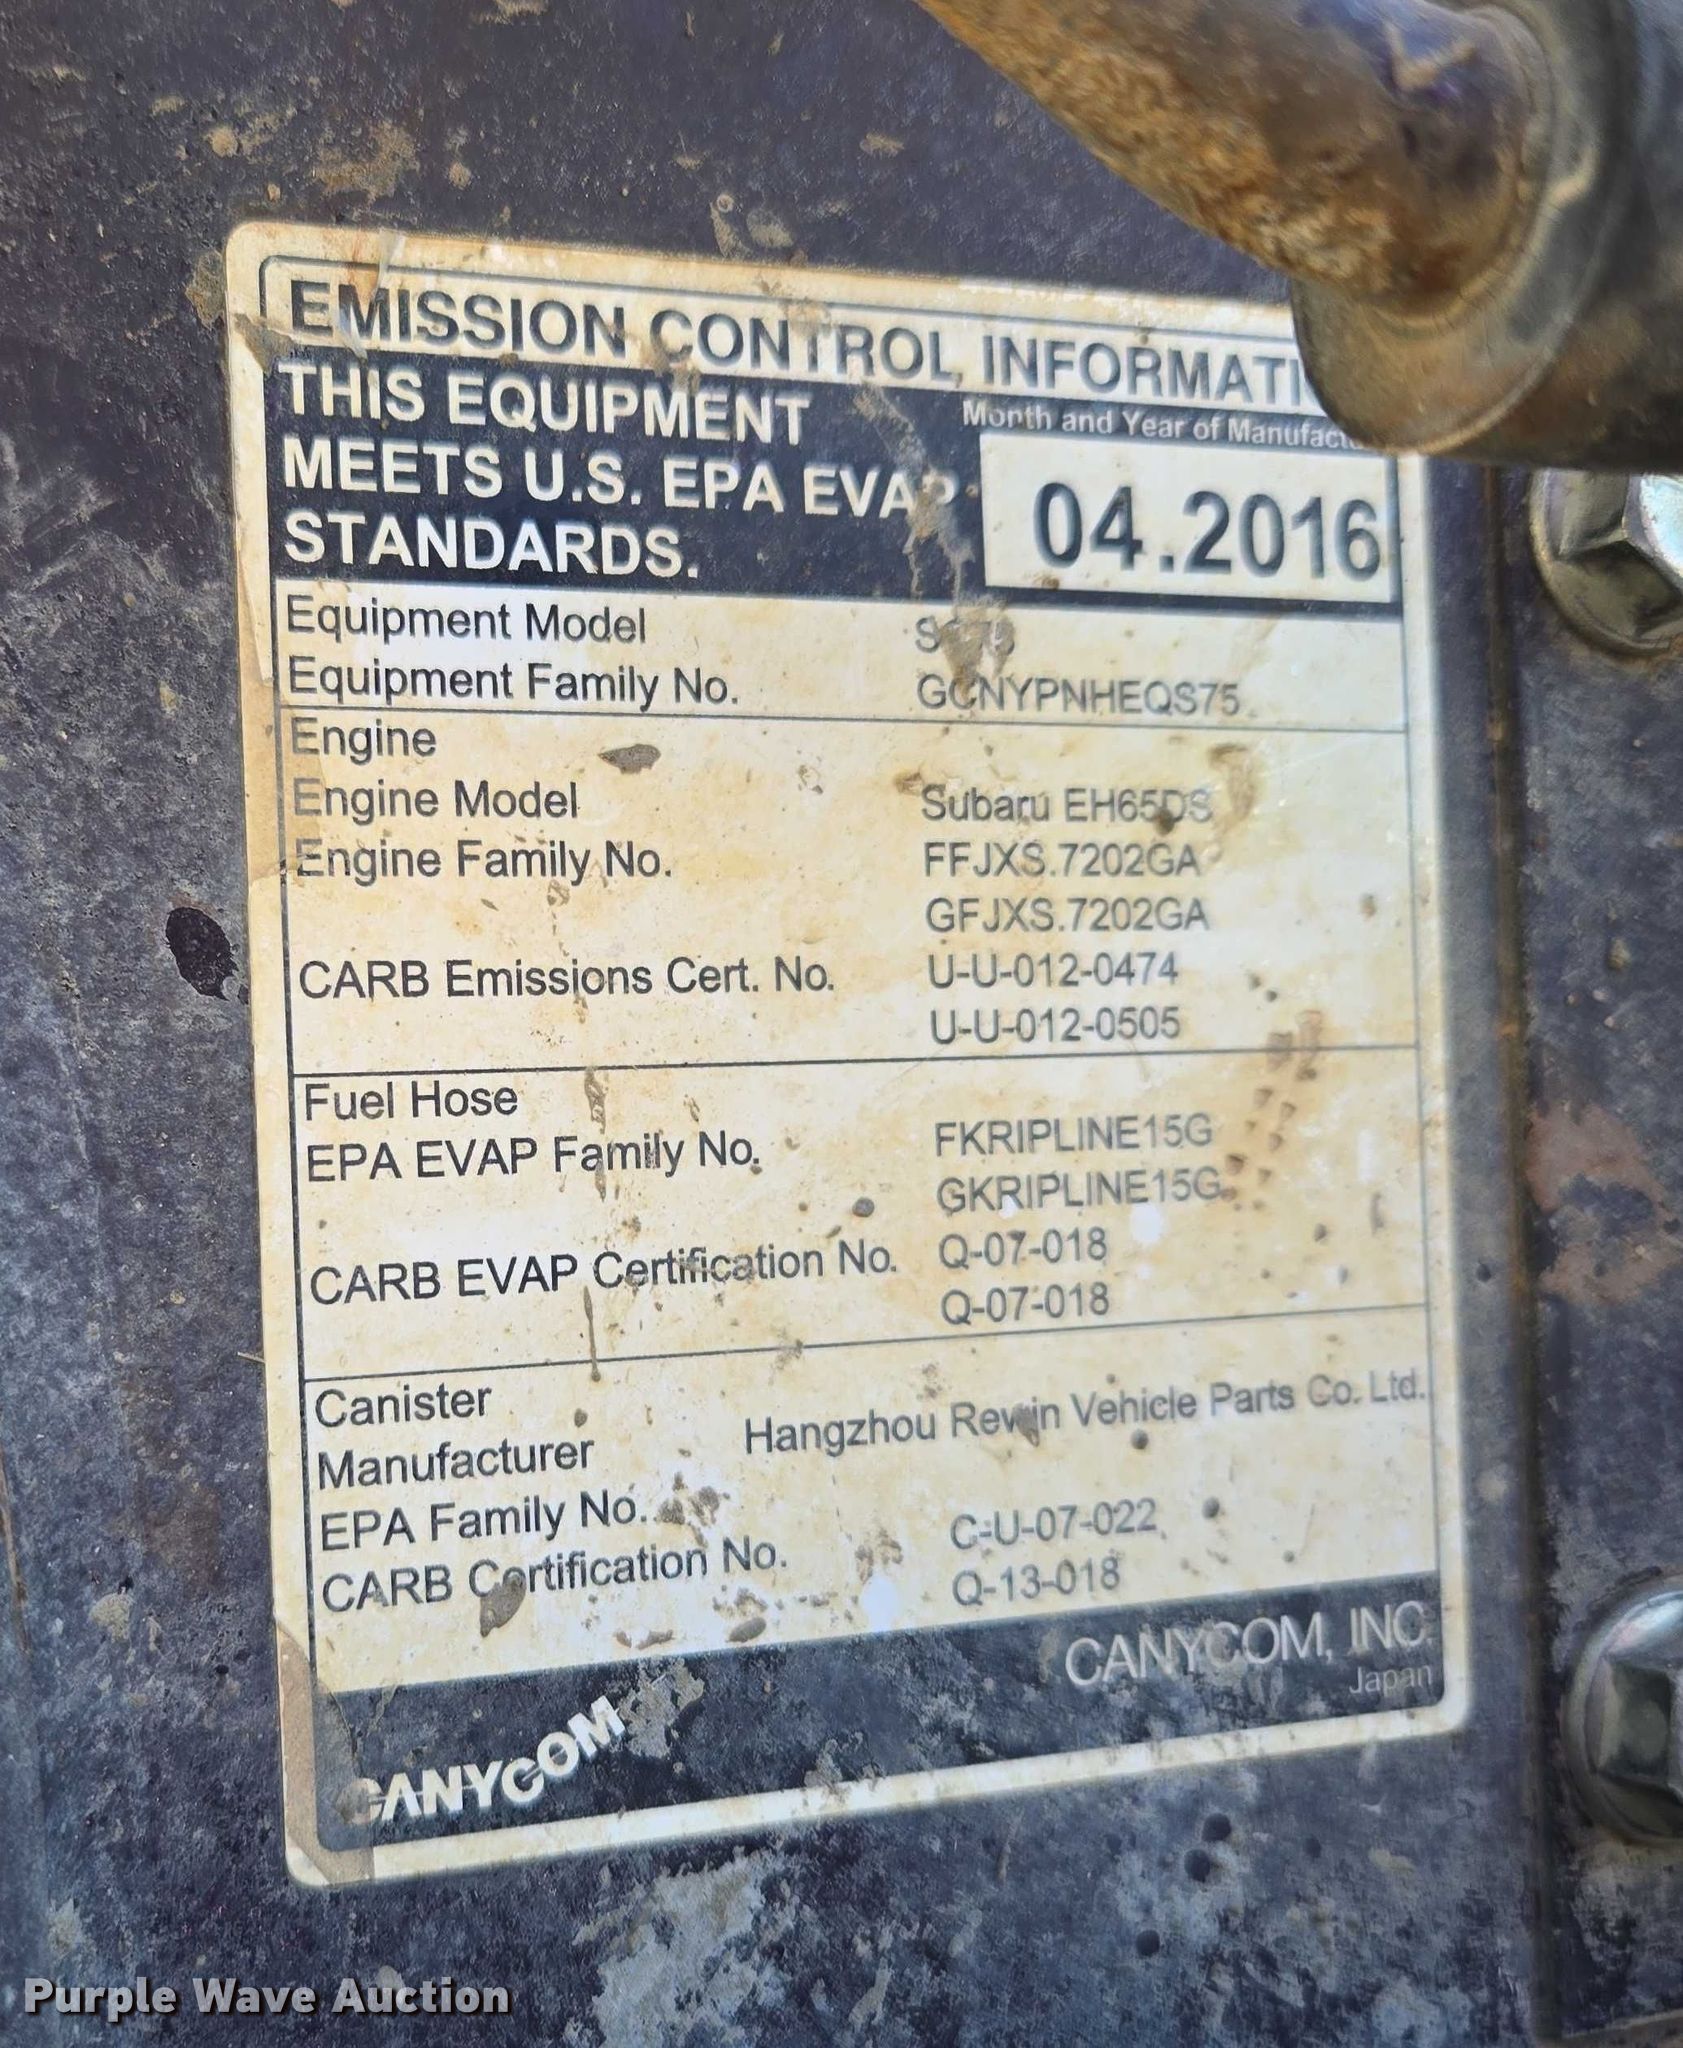 EMISSION CONTROL INFORMATI
THIS EQUIPMENT
MEETS U.S. EPA EVAP
STANDARDS.
Month and Year of Manufactu
04.2016
Equipment Model
Equipment Family No. GCNYPNHEQS75
Engine
Engine Model Subaru EH65DS
Engine Family No. FFJXS.7202GA
GFJXS.7202GA
CARB Emissions Cert. No. U-U-012-0474
U-U-012-0505
Fuel Hose
EPA EVAP Family No. FKRIPLINE15G
GKRIPLINE15G
CARB EVAP Certification No. Q-07-018
Q-07-018
Canister
Manufacturer Hangzhou Rewin Vehicle Parts Co. Ltd.
EPA Family No. C-U-07-022
CARB Certification No. Q-13-018
CANYCOM, INC.
Japan
CANYCOM
Purple Wave Auction